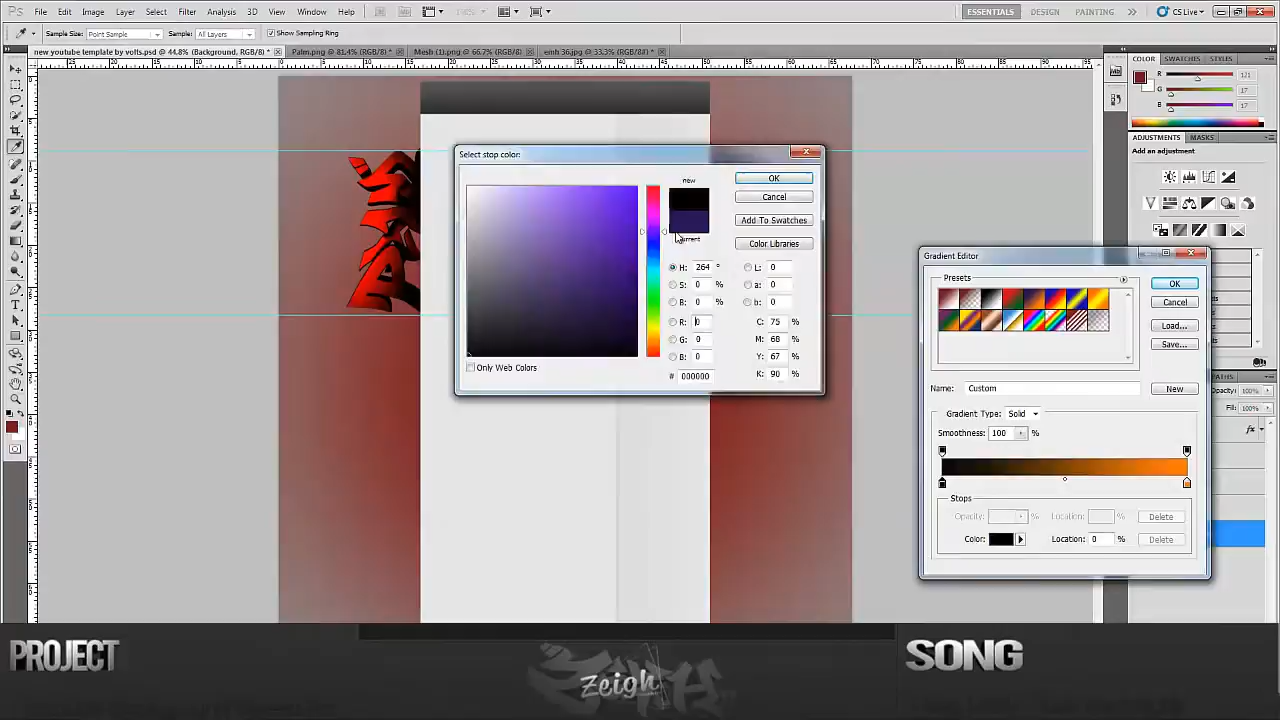 Ps
File Edit Image Layer Select Filter Analysis 3D View Window Help
ESSENTIALS DESIGN PAINTING CS Live
Sample Size: Point Sample Sample: All Layers Show Sampling Ring
new youtube template by volts.psd @ 44.8% (Background, RGB/8) * Palm.png @ 81.4% (RGB/8) * Mesh (1).png @ 66.7% (RGB/8) emb 36.jpg @ 33.3% (RGB/8#) *
COLOR SWATCHES STYLES
R 121
G 17
B 17
ADJUSTMENTS MASKS
Add an adjustment
Select stop color:
new
current
OK
Cancel
Add To Swatches
Color Libraries
H: 264 °
S: 0 %
B: 0 %
R: 0
G: 0
B: 0
# 000000
L: 0
a: 0
b: 0
C: 75 %
M: 68 %
Y: 67 %
K: 90 %
Only Web Colors
Gradient Editor
Presets
OK
Cancel
Load...
Save...
Name: Custom
New
Gradient Type: Solid
Smoothness: 100 %
Stops
Opacity: % Location: % Delete
Color: Location: 0 % Delete
PATHS
Opacity: 100%
Fill: 100%
fx
PROJECT
Zeigh
SONG